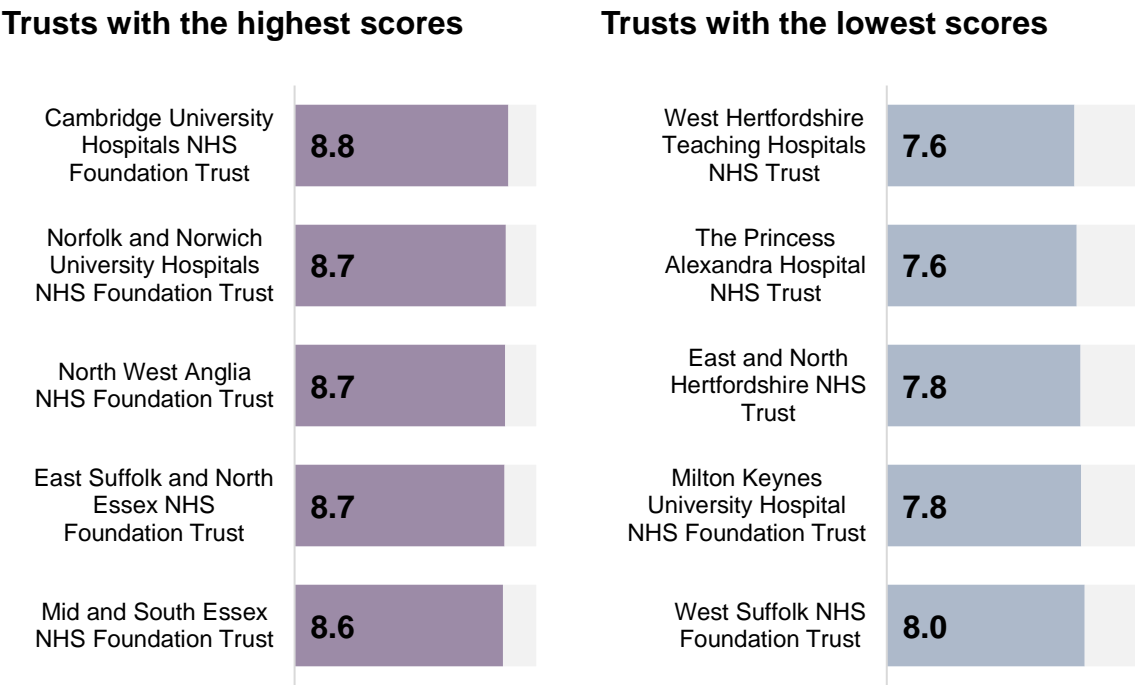 Trusts with the highest scores
Cambridge University
Hospitals NHS
Foundation Trust
8.8
Norfolk and Norwich
University Hospitals
NHS Foundation Trust
8.7
North West Anglia
NHS Foundation Trust
8.7
East Suffolk and North
Essex NHS
Foundation Trust
8.7
Mid and South Essex
NHS Foundation Trust
8.6
Trusts with the lowest scores
West Hertfordshire
Teaching Hospitals
NHS Trust
7.6
The Princess
Alexandra Hospital
NHS Trust
7.6
East and North
Hertfordshire NHS
Trust
7.8
Milton Keynes
University Hospital
NHS Foundation Trust
7.8
West Suffolk NHS
Foundation Trust
8.0